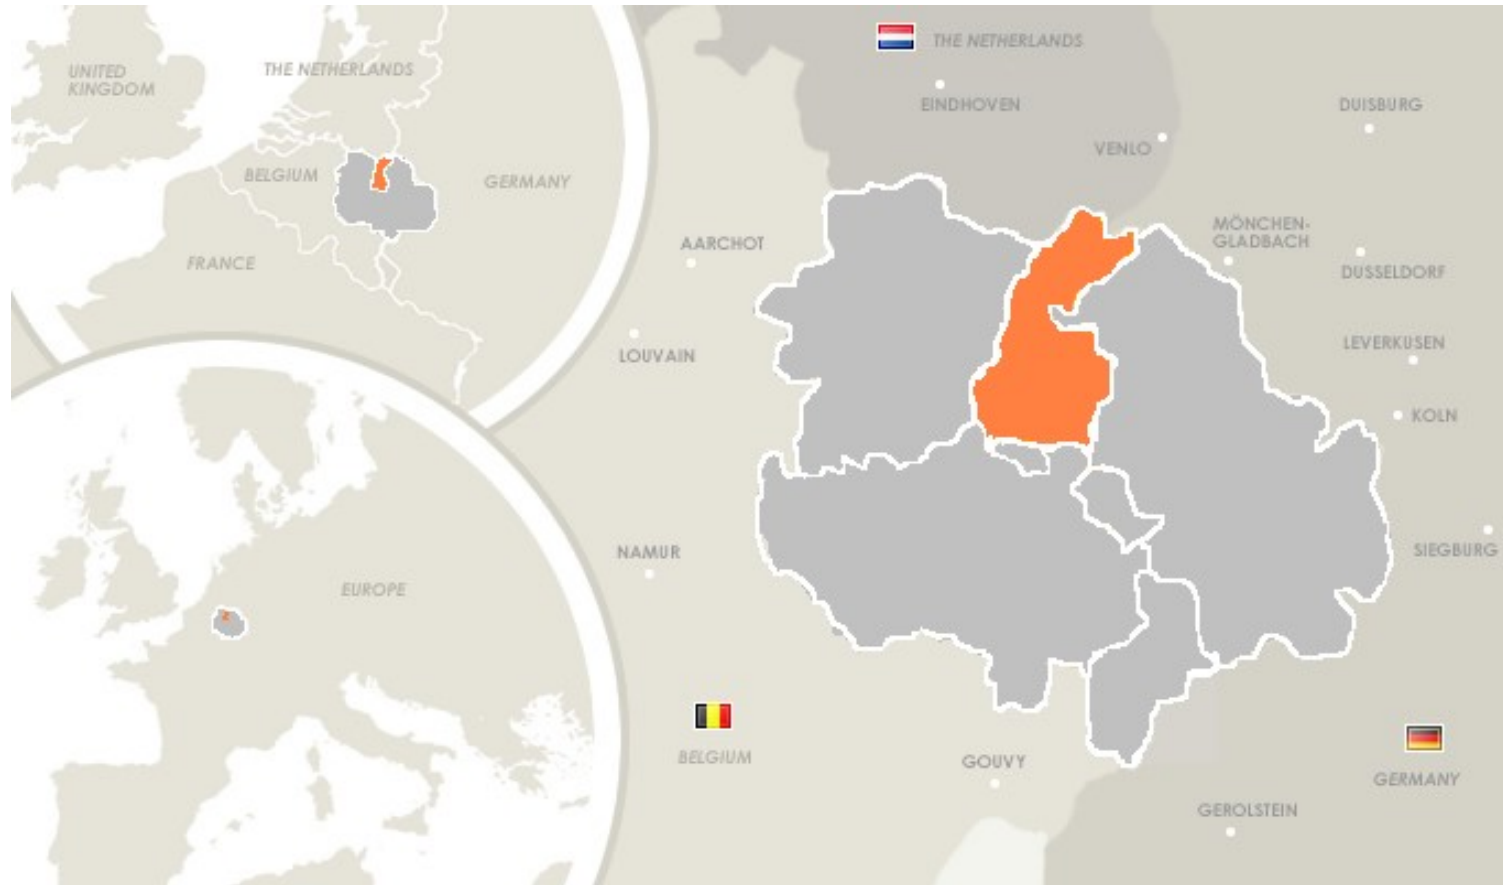 UNITED
KINGDOM
THE NETHERLANDS
BELGIUM
GERMANY
FRANCE
EUROPE
THE NETHERLANDS
EINDHOVEN
DUISBURG
VENLO
MÖNCHEN-
GLADBACH
AARCHOT
DUSSELDORF
LEVERKUSEN
LOUVAIN
KOLN
NAMUR
SIEGBURG
BELGIUM
GOUVY
GERMANY
GEROLSTEIN